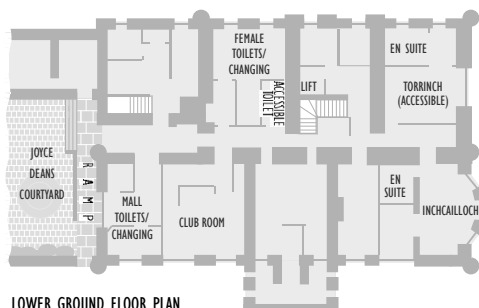 FEMALE
TOILETS/
CHANGING
ACCESSIBLE
TOILET
LIFT
EN SUITE
TORRINCH
(ACCESSIBLE)
JOYCE
DEANS
COURTYARD
RAMP
MALL
TOILETS/
CHANGING
CLUB ROOM
EN
SUITE
INCHCAILLOCH
LOWER GROUND FLOOR PLAN